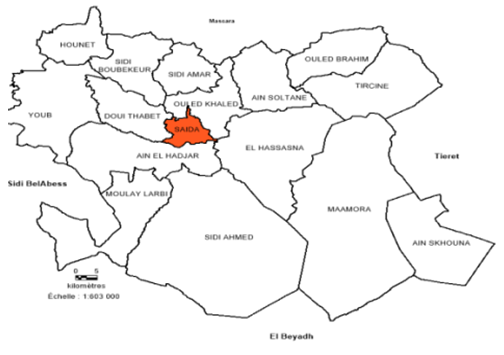 Mascara
HOUNET
SIDI
BOUBEKEUR
SIDI AMAR
OULED BRAHIM
TIRCINE
AIN SOLTANE
OULED KHALED
YOUB
DOUI THABET
SAIDA
EL HASSASNA
AIN EL HADJAR
Tieret
Sidi BelAbess
MOULAY LARBI
MAAMORA
SIDI AHMED
AIN SKHOUNA
0 5
kilomètres
Échelle : 1:603 000
El Beyadh